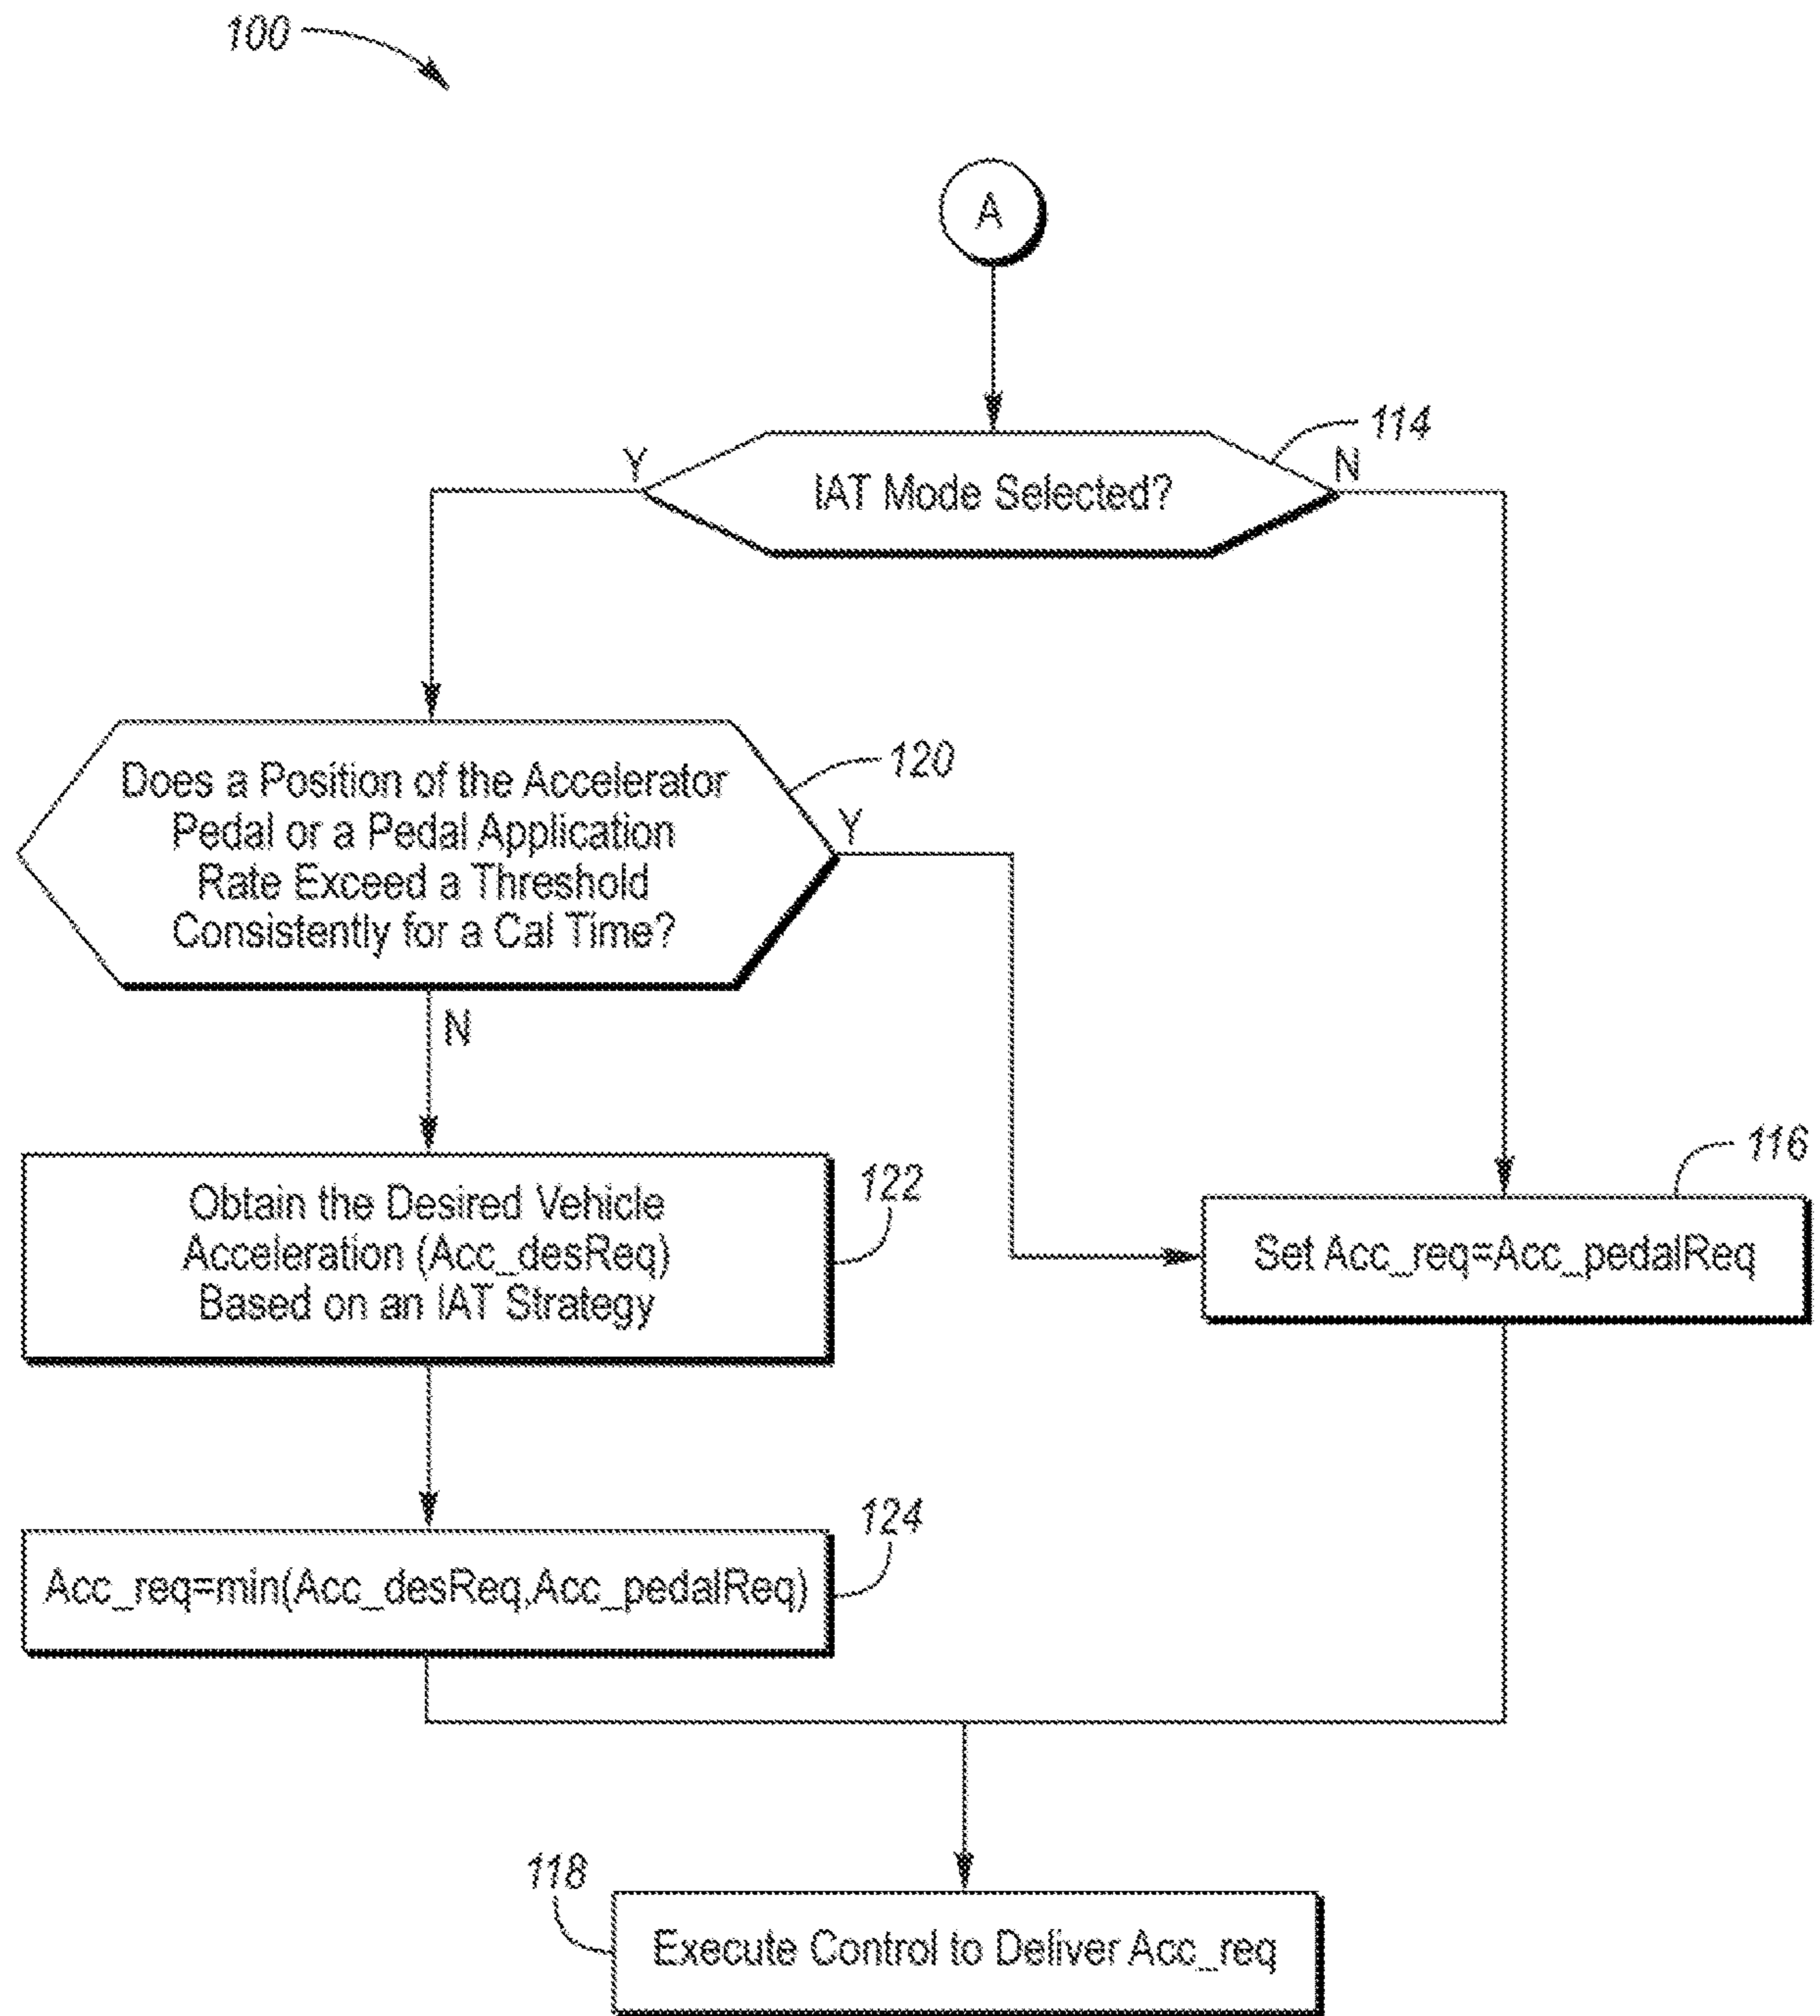 100
A
114
Y
N
IAT Mode Selected?
120
Does a Position of the Accelerator
Pedal or a Pedal Application
Rate Exceed a Threshold
Consistently for a Cal Time?
Y
N
122
Obtain the Desired Vehicle
Acceleration (Acc_desReq)
Based on an IAT Strategy
116
Set Acc_req=Acc_pedalReq
124
Acc_req=min(Acc_desReq,Acc_pedalReq)
118
Execute Control to Deliver Acc_req